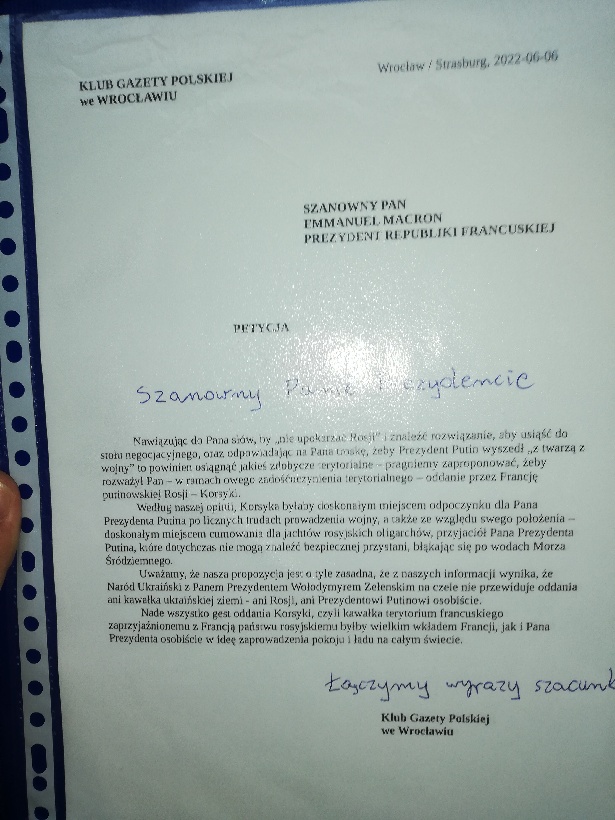 Wrocław / Strasburg, 2022-06-06
KLUB GAZETY POLSKIEJ
we WROCŁAWIU
SZANOWNY PAN
EMMANUEL MACRON
PREZYDENT REPUBLIKI FRANCUSKIEJ
PETYCJA
Szanowny Panie Prezydencie
Nawiązując do Pana słów, by „nie upokarzać Rosji” i znaleźć rozwiązanie, aby usiąść do
stołu negocjacyjnego, oraz odpowiadając na Pana troskę, żeby Prezydent Putin wyszedł „z twarzą z
wojny” to powinien osiągnąć jakieś zdobycze terytorialne – pragniemy zaproponować, żeby
rozważył Pan – w ramach owego zadośćuczynienia terytorialnego – oddanie przez Francję
putinowskiej Rosji – Korsyki.
Według naszej opinii, Korsyka byłaby doskonałym miejscem odpoczynku dla Pana
Prezydenta Putina po licznych trudach prowadzenia wojny, a także ze względu swego położenia –
doskonałym miejscem cumowania dla jachtów rosyjskich oligarchów, przyjaciół Pana Prezydenta
Putina, które dotychczas nie mogą znaleźć bezpiecznej przystani, błąkając się po wodach Morza
Śródziemnego.
Uważamy, że nasza propozycja jest o tyle zasadna, że z naszych informacji wynika, że
Naród Ukraiński z Panem Prezydentem Wołodymyrem Zełenskim na czele nie przewiduje oddania
ani kawałka ukraińskiej ziemi - ani Rosji, ani Prezydentowi Putinowi osobiście.
Nade wszystko gest oddania Korsyki, czyli kawałka terytorium francuskiego
zaprzyjaźnionemu z Francją państwu rosyjskiemu byłby wielkim wkładem Francji, jak i Pana
Prezydenta osobiście w ideę zaprowadzenia pokoju i ładu na całym świecie.
Łączymy wyrazy szacunk
Klub Gazety Polskiej
we Wrocławiu